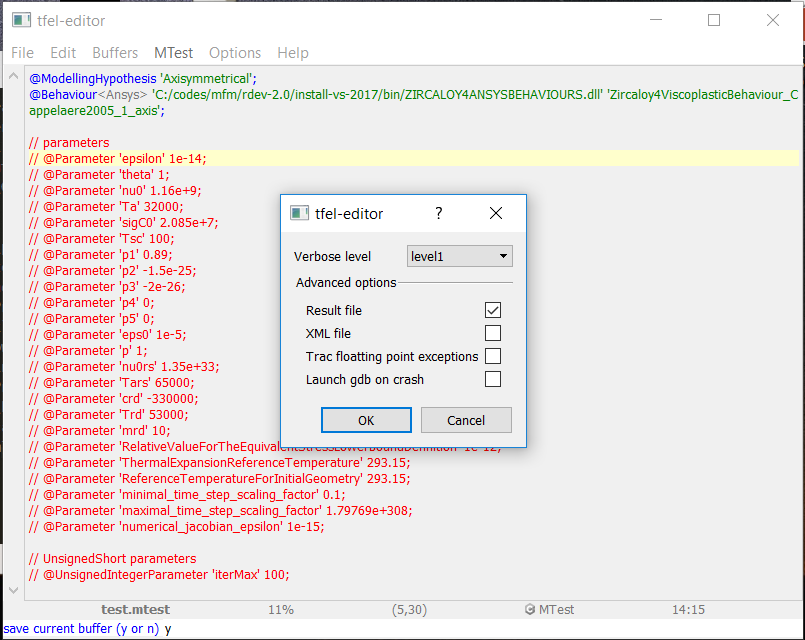 tfel-editor
File Edit Buffers MTest Options Help
@ModellingHypothesis 'Axisymmetrical';
@Behaviour<Ansys> 'C:/codes/mfm/rdev-2.0/install-vs-2017/bin/ZIRCALOY4ANSYSBEHAVIOURS.dll' 'Zircaloy4ViscoplasticBehaviour_C
appelaere2005_1_axis';
// parameters
// @Parameter 'epsilon' 1e-14;
// @Parameter 'theta' 1;
// @Parameter 'nu0' 1.16e+9;
// @Parameter 'Ta' 32000;
// @Parameter 'sigC0' 2.085e+7;
// @Parameter 'Tsc' 100;
// @Parameter 'p1' 0.89;
// @Parameter 'p2' -1.5e-25;
// @Parameter 'p3' -2e-26;
// @Parameter 'p4' 0;
// @Parameter 'p5' 0;
// @Parameter 'eps0' 1e-5;
// @Parameter 'p' 1;
// @Parameter 'nu0rs' 1.35e+33;
// @Parameter 'Tars' 65000;
// @Parameter 'crd' -330000;
// @Parameter 'Trd' 53000;
// @Parameter 'mrd' 10;
// @Parameter 'RelativeValueForTheEquivalentStressLowerBoundDefinition' 1e-12;
// @Parameter 'ThermalExpansionReferenceTemperature' 293.15;
// @Parameter 'ReferenceTemperatureForInitialGeometry' 293.15;
// @Parameter 'minimal_time_step_scaling_factor' 0.1;
// @Parameter 'maximal_time_step_scaling_factor' 1.79769e+308;
// @Parameter 'numerical_jacobian_epsilon' 1e-15;
// UnsignedShort parameters
// @UnsignedIntegerParameter 'iterMax' 100;
tfel-editor ?
Verbose level level1
Advanced options
Result file
XML file
Trac floatting point exceptions
Launch gdb on crash
OK Cancel
test.mtest 11% (5,30) MTest 14:15
save current buffer (y or n) y